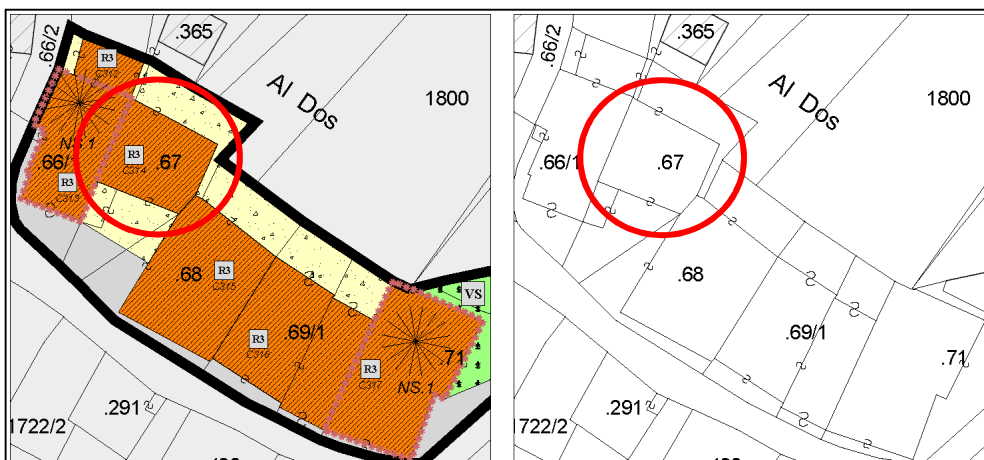 .66/2
.365
R3
C312
Al Dos
1800
NS.1
.66/1
R3
C314
.67
R3
C313
.68
R3
C315
VS
.69/1
R3
C316
.71
R3
C317
NS.1
.291
1722/2
.66/2
.365
Al Dos
1800
.66/1
.67
.68
.69/1
.71
.291
1722/2